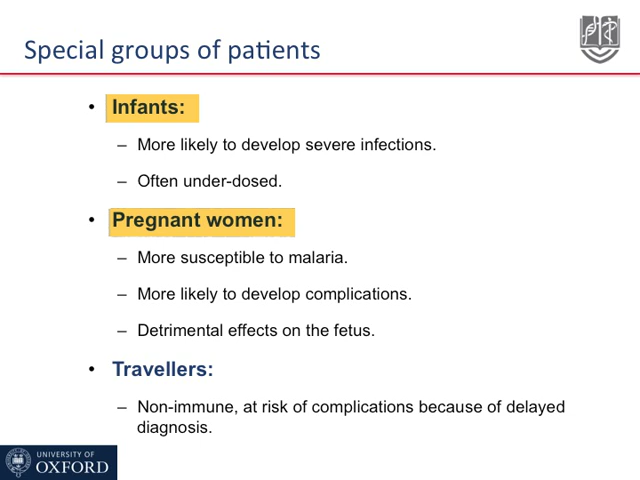 Special groups of patients
• Infants:
– More likely to develop severe infections.
– Often under-dosed.
• Pregnant women:
– More susceptible to malaria.
– More likely to develop complications.
– Detrimental effects on the fetus.
• Travellers:
– Non-immune, at risk of complications because of delayed
diagnosis.
UNIVERSITY OF
OXFORD